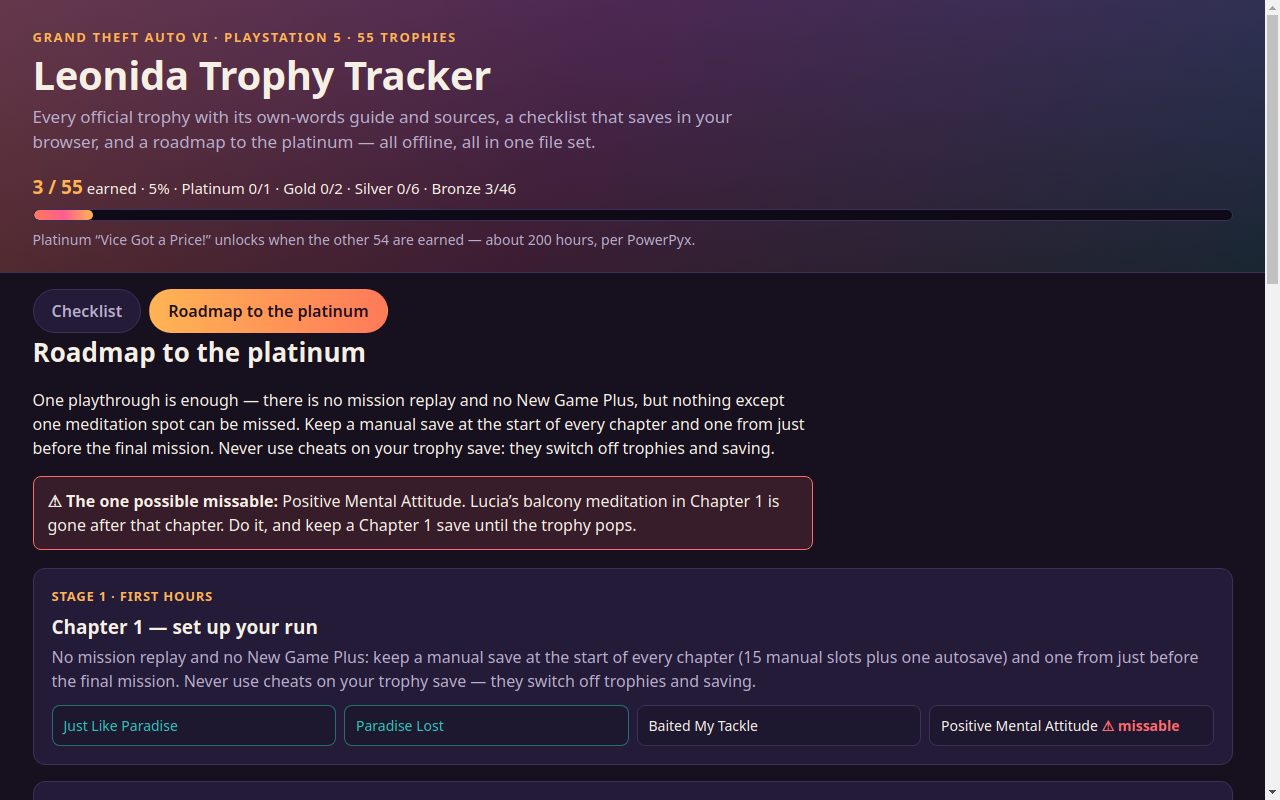 GRAND THEFT AUTO VI · PLAYSTATION 5 · 55 TROPHIES
Leonida Trophy Tracker
Every official trophy with its own-words guide and sources, a checklist that saves in your
browser, and a roadmap to the platinum — all offline, all in one file set.
3 / 55 earned · 5% · Platinum 0/1 · Gold 0/2 · Silver 0/6 · Bronze 3/46
Platinum “Vice Got a Price!” unlocks when the other 54 are earned — about 200 hours, per PowerPyx.
Checklist
Roadmap to the platinum
Roadmap to the platinum
One playthrough is enough — there is no mission replay and no New Game Plus, but nothing except
one meditation spot can be missed. Keep a manual save at the start of every chapter and one from just
before the final mission. Never use cheats on your trophy save: they switch off trophies and saving.
⚠ The one possible missable: Positive Mental Attitude. Lucia’s balcony meditation in Chapter 1 is
gone after that chapter. Do it, and keep a Chapter 1 save until the trophy pops.
STAGE 1 · FIRST HOURS
Chapter 1 — set up your run
No mission replay and no New Game Plus: keep a manual save at the start of every chapter (15 manual slots plus one autosave) and one from just before
the final mission. Never use cheats on your trophy save — they switch off trophies and saving.
Just Like Paradise
Paradise Lost
Baited My Tackle
Positive Mental Attitude ⚠ missable